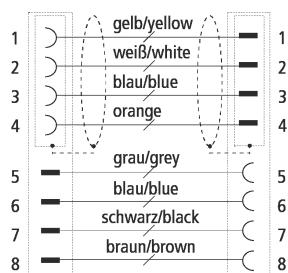 gelb/yellow
1 1
weiß/white
2 2
blau/blue
3 3
orange
4 4
grau/grey
5 5
blau/blue
6 6
schwarz/black
7 7
braun/brown
8 8